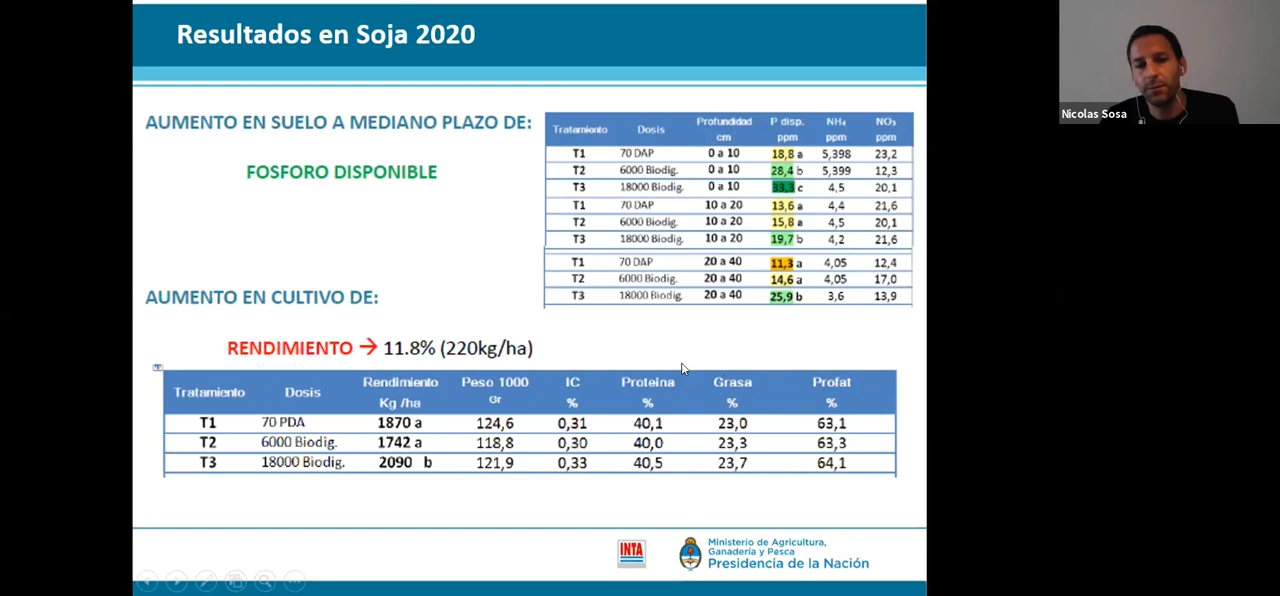 Resultados en Soja 2020
Nicolas Sosa
AUMENTO EN SUELO A MEDIANO PLAZO DE:
FOSFORO DISPONIBLE
Tratamiento Dosis Profundidad cm P disp. ppm NH₄ ppm NO₃ ppm
T1 70 DAP 0 a 10 18,8 a 5,398 23,2
T2 6000 Biodig. 0 a 10 28,4 b 5,399 12,3
T3 18000 Biodig. 0 a 10 33,3 c 4,5 20,1
T1 70 DAP 10 a 20 13,6 a 4,4 21,6
T2 6000 Biodig. 10 a 20 15,8 a 4,5 20,1
T3 18000 Biodig. 10 a 20 19,7 b 4,2 21,6
T1 70 DAP 20 a 40 11,3 a 4,05 12,4
T2 6000 Biodig. 20 a 40 14,6 a 4,05 17,0
T3 18000 Biodig. 20 a 40 25,9 b 3,6 13,9
AUMENTO EN CULTIVO DE:
RENDIMIENTO → 11.8% (220kg/ha)
Tratamiento Dosis Rendimiento Kg /ha Peso 1000 Gr IC % Proteina % Grasa % Profat %
T1 70 PDA 1870 a 124,6 0,31 40,1 23,0 63,1
T2 6000 Biodig. 1742 a 118,8 0,30 40,0 23,3 63,3
T3 18000 Biodig. 2090 b 121,9 0,33 40,5 23,7 64,1
INTA
Ministerio de Agricultura,
Ganadería y Pesca
Presidencia de la Nación